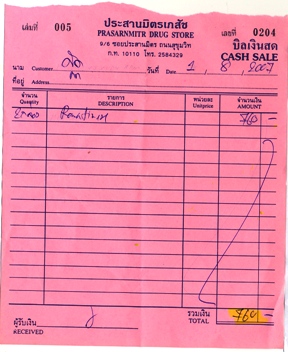 เล่มที่ 005 ประสานมิตรเภสัช เลขที่ 0204
PRASARNMITR DRUG STORE บิลเงินสด
9/6 ซอยประสานมิตร ถนนสุขุมวิท CASH SALE
ก.ท. 10110 โทร. 2584329
นาม Customer วันที่ Date 1, 8, 2007
ที่อยู่ Address
จำนวน รายการ หน่วยละ จำนวนเงิน
Quantity DESCRIPTION Unitprice AMOUNT
760 -
รวมเงิน 760 -
TOTAL
ผู้รับเงิน
RECEIVED